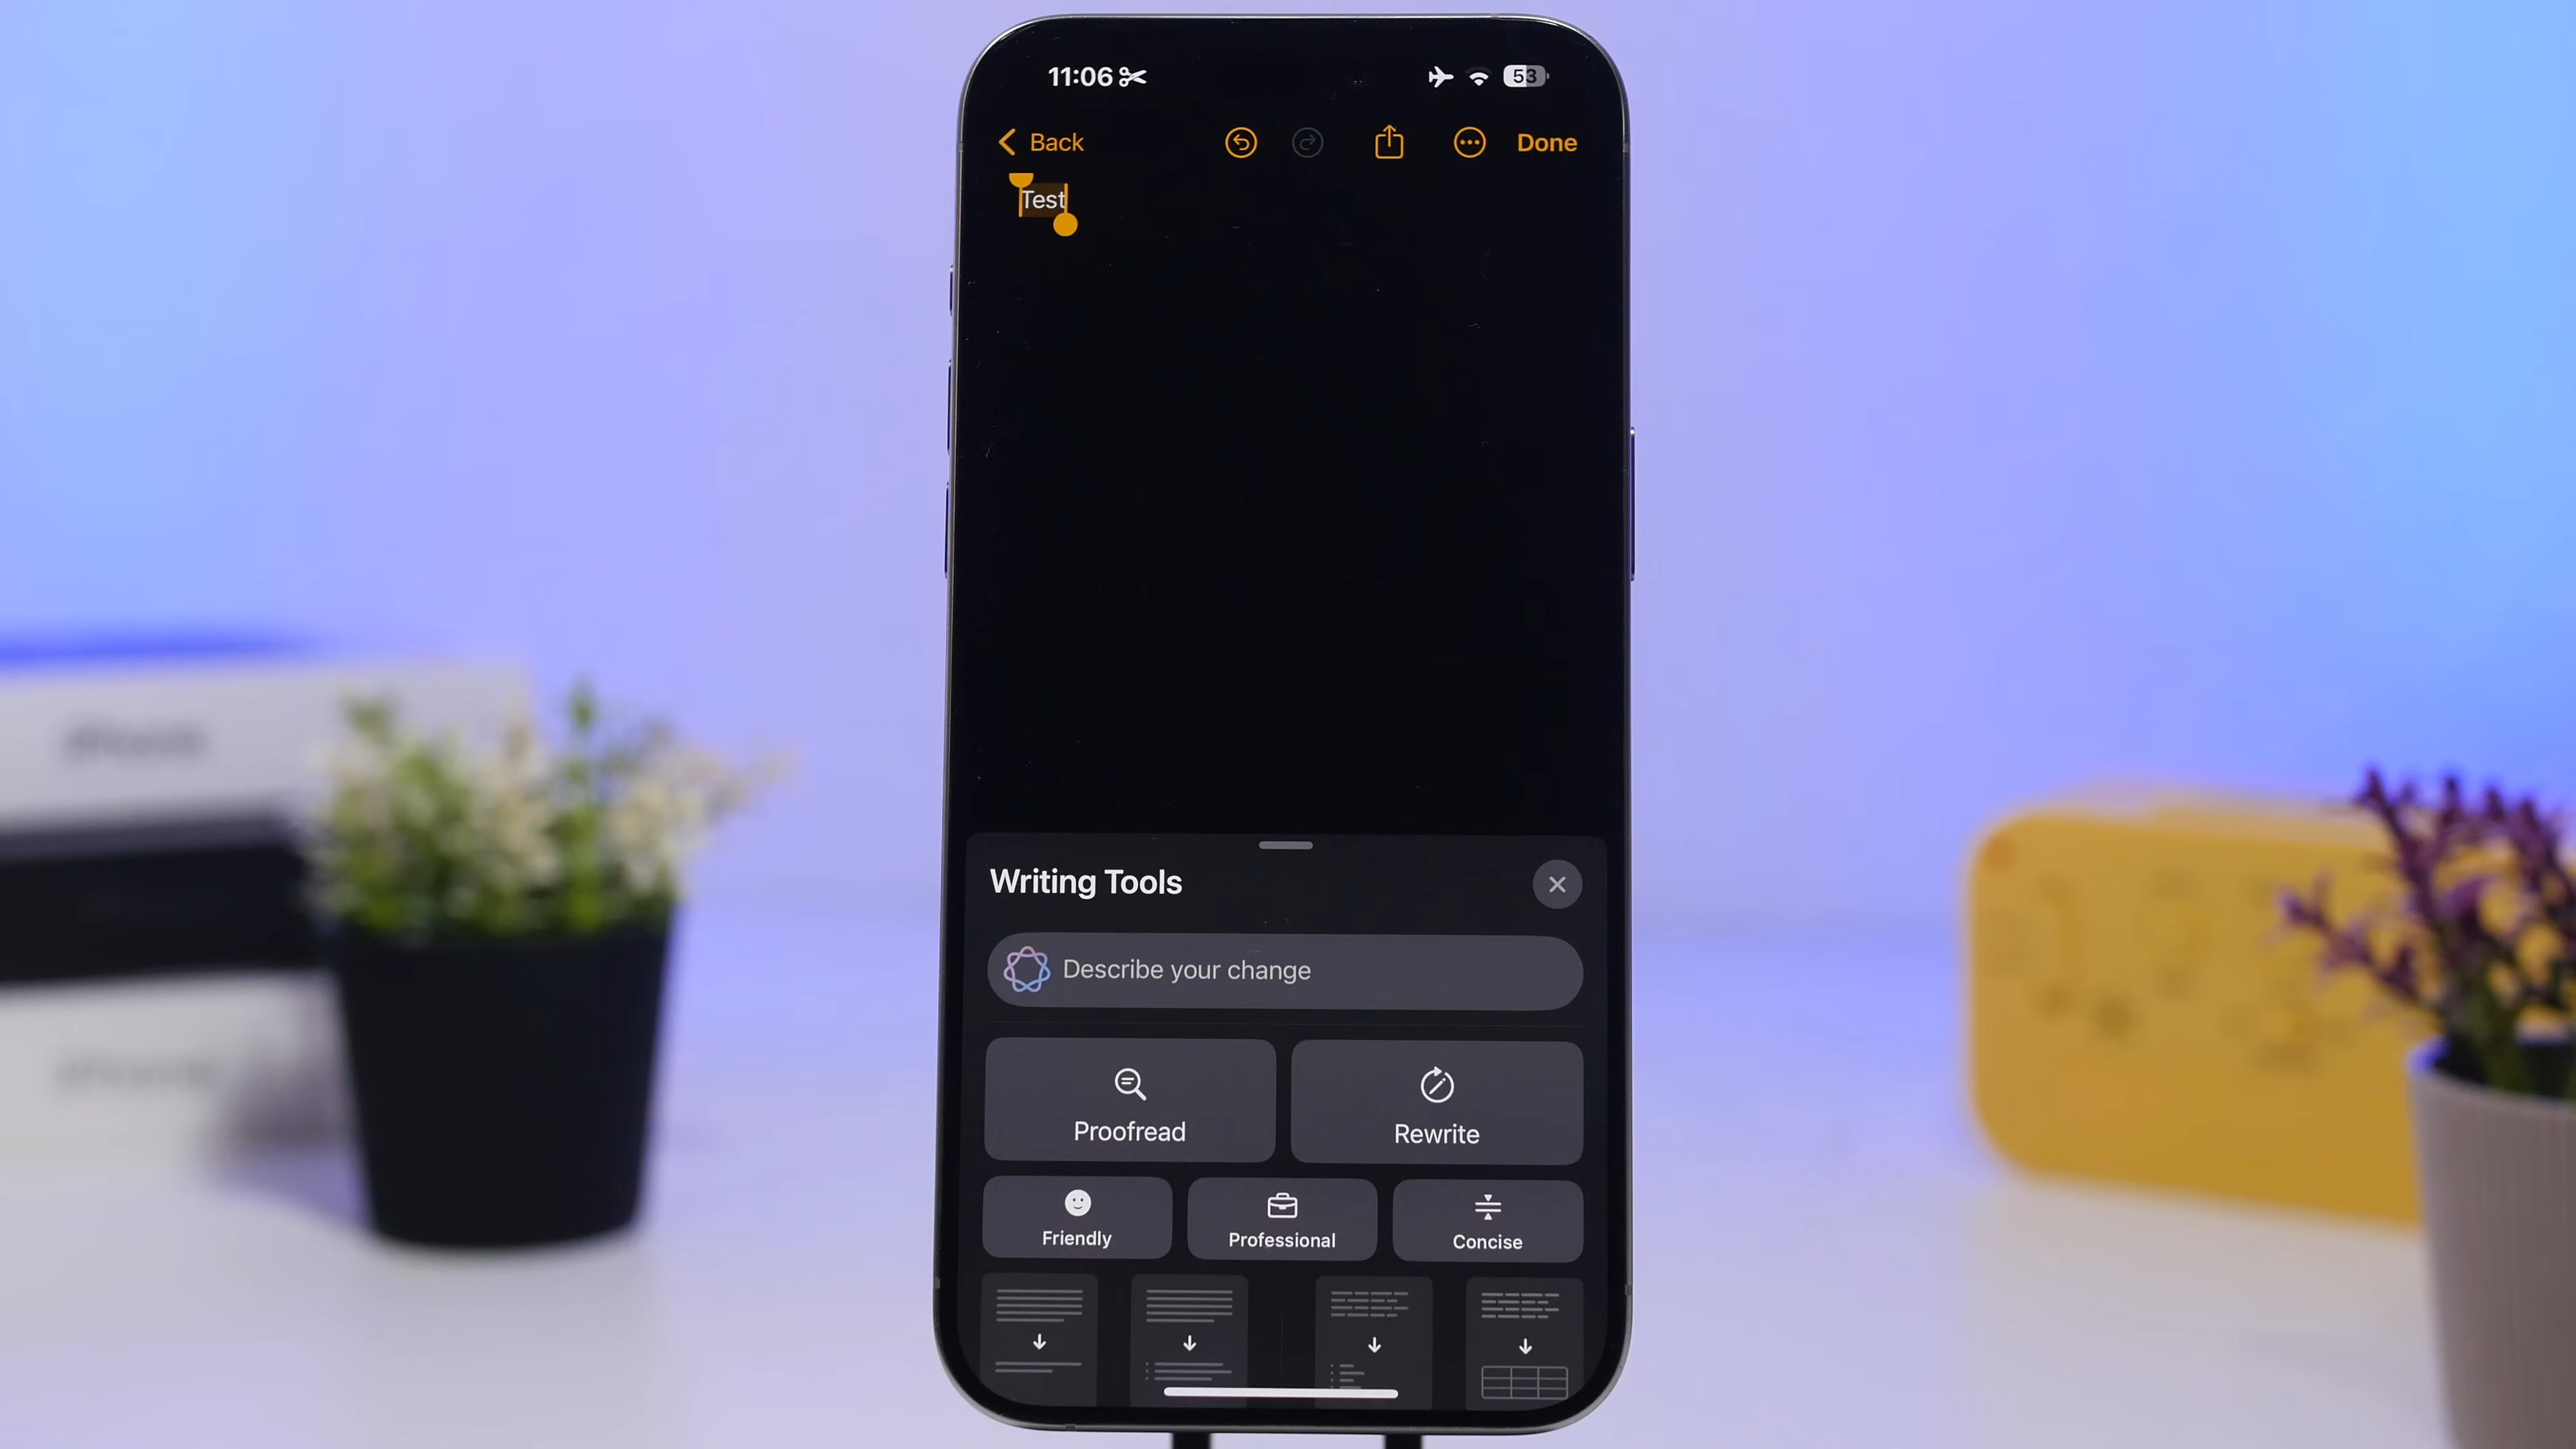 11:06
53
Back
Done
Test
Writing Tools
Describe your change
Proofread
Rewrite
Friendly
Professional
Concise